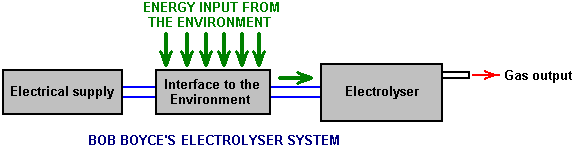 ENERGY INPUT FROM
THE ENVIRONMENT
Electrical supply
Interface to the
Environment
Electrolyser
Gas output
BOB BOYCE'S ELECTROLYSER SYSTEM